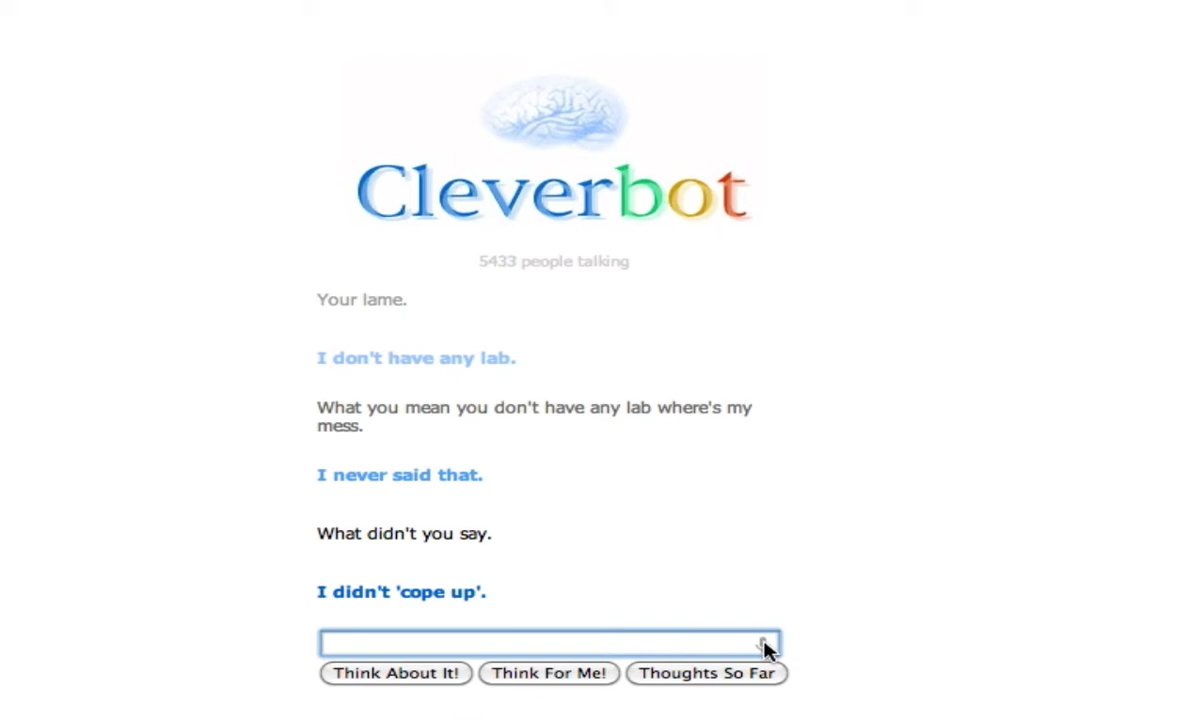 Cleverbot
5433 people talking
Your lame.
I don't have any lab.
What you mean you don't have any lab where's my
mess.
I never said that.
What didn't you say.
I didn't 'cope up'.
Think About It! Think For Me! Thoughts So Far